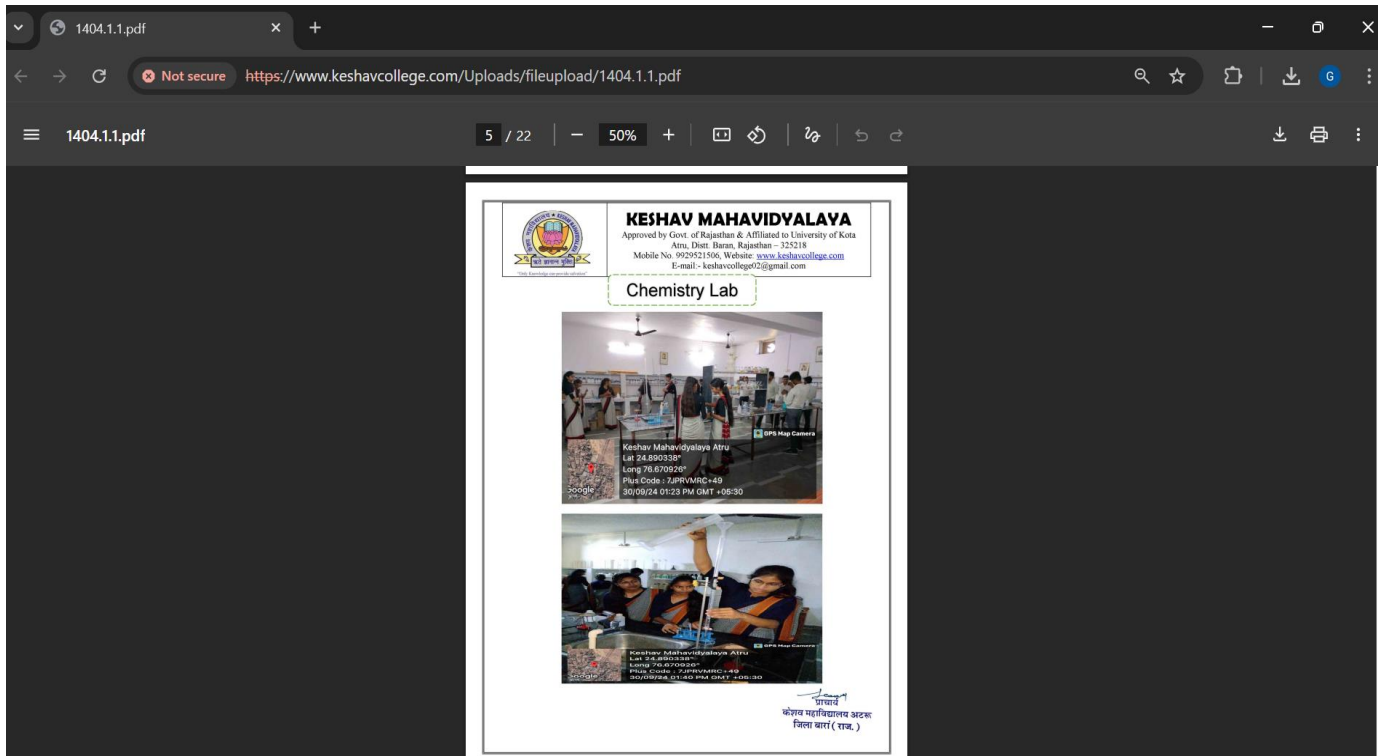 1404.1.1.pdf
Not secure https://www.keshavcollege.com/Uploads/fileupload/1404.1.1.pdf
G
1404.1.1.pdf
5 / 22
50%
KESHAV MAHAVIDYALAYA
Approved by Govt. of Rajasthan & Affiliated to University of Kota
Atru, Distt. Baran, Rajasthan – 325218
Mobile No. 9929521506, Website: www.keshavcollege.com
E-mail:- keshavcollege02@gmail.com
"Only Knowledge can provide salvation"
Chemistry Lab
GPS Map Camera
Keshav Mahavidyalaya Atru
Lat 24.890338°
Long 76.670926°
Plus Code : 7JPRVMRC+49
30/09/24 01:23 PM GMT +05:30
Google
GPS Map Camera
Keshav Mahavidyalaya Atru
Lat 24.890338°
Long 76.670926°
Plus Code : 7JPRVMRC+49
30/09/24 01:40 PM GMT +05:30
Google
प्राचार्य
केशव महाविद्यालय अटरू
जिला बारां ( राज. )